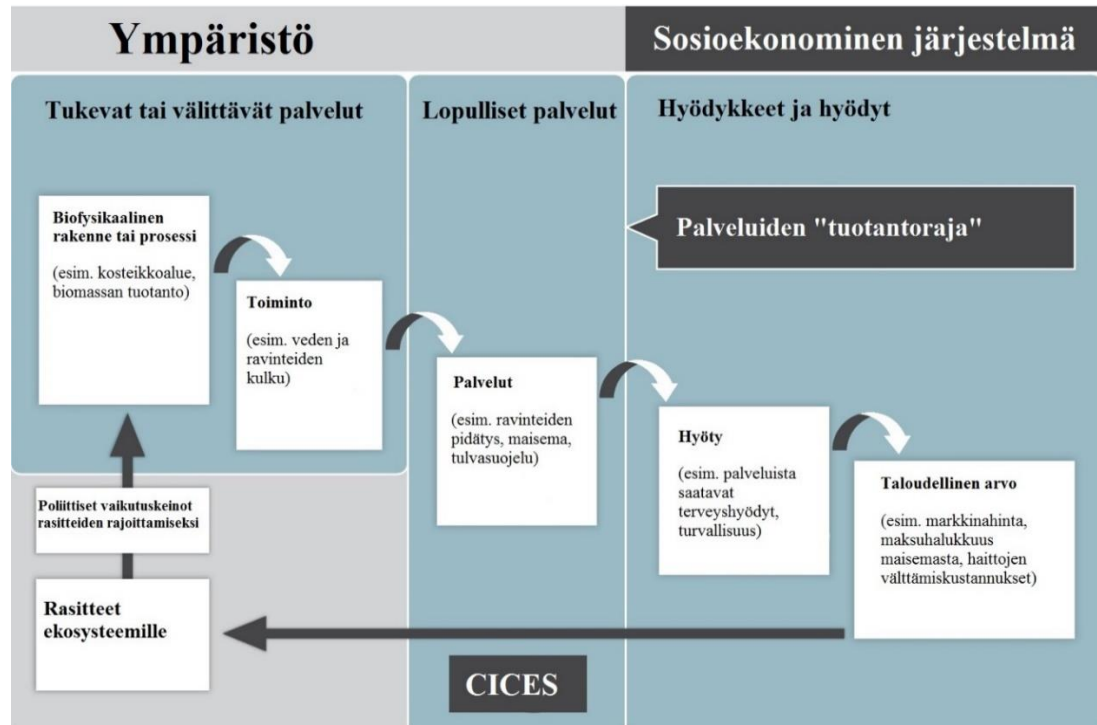 Ympäristö
Sosioekonominen järjestelmä
Tukevat tai välittävät palvelut
Lopulliset palvelut
Hyödykkeet ja hyödyt
Palveluiden "tuotantoraja"
Biofysikaalinen
rakenne tai prosessi
(esim. kosteikkoalue,
biomassan tuotanto)
Toiminto
(esim. veden ja
ravinteiden
kulku)
Palvelut
(esim. ravinteiden
pidätys, maisema,
tulvasuojelu)
Hyöty
(esim. palveluista
saatavat
terveyshyödyt,
turvallisuus)
Taloudellinen arvo
(esim. markkinahinta,
maksuhalukkuus
maisemasta, haittojen
välttämiskustannukset)
Poliittiset vaikutuskeinot
rasitteiden rajoittamiseksi
Rasitteet
ekosysteemille
CICES